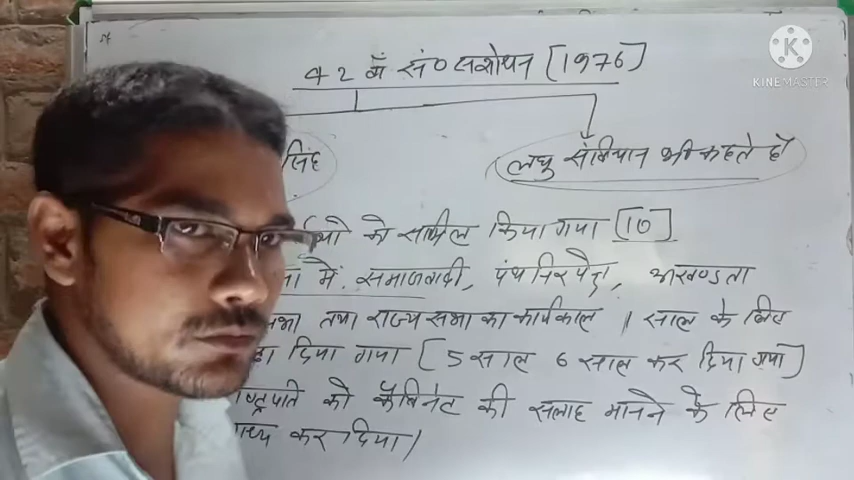 42 में सं० संशोधन [1976]
KINEMASTER
सिंह
लघु संविधान भी कहते हैं
को सामिल किया गया [10]
में समाजवादी, पंथनिरपेक्ष, अखण्डता
तथा राज्यसभा का कार्यकाल 1 साल के लिए
दिया गया [5 साल 6 साल कर दिया गया]
को कैबिनेट की सलाह मानने के लिए
कर दिया।